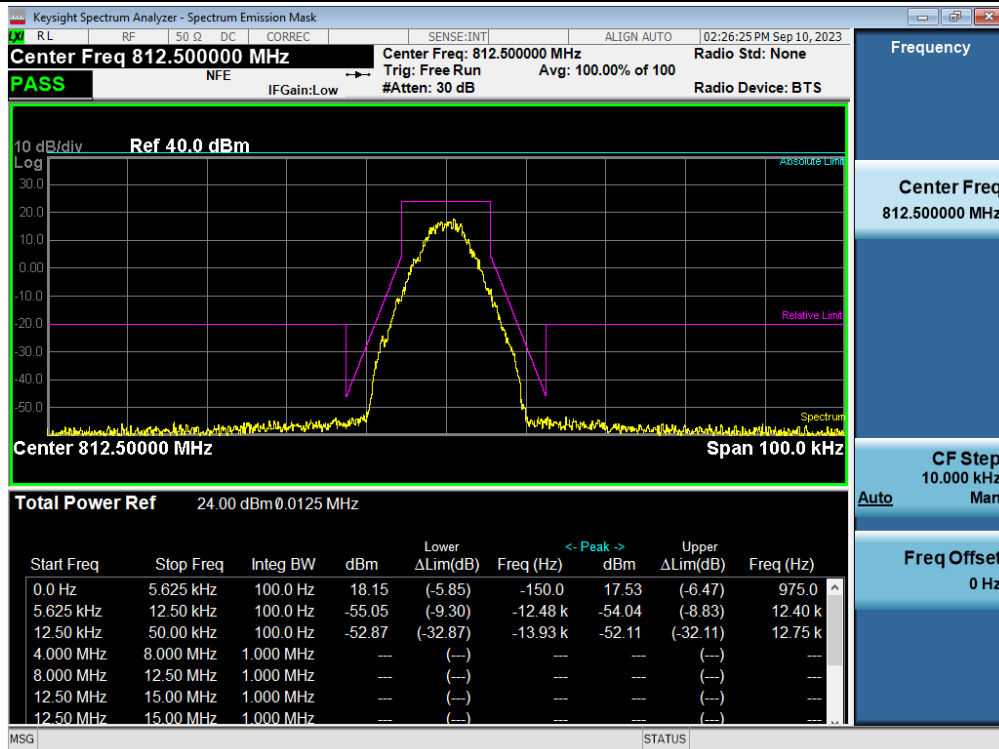 Keysight Spectrum Analyzer - Spectrum Emission Mask
LXI RL RF 50 Ω DC CORREC SENSE:INT ALIGN AUTO 02:26:25 PM Sep 10, 2023
Center Freq 812.500000 MHz
Center Freq: 812.500000 MHz Radio Std: None
NFE Trig: Free Run Avg: 100.00% of 100
PASS
IFGain:Low #Atten: 30 dB Radio Device: BTS
10 dB/div Ref 40.0 dBm
Log
Absolute Limit
30.0
20.0
10.0
0.00
-10.0
-20.0
Relative Limit
-30.0
-40.0
-50.0
Spectrum
Center 812.50000 MHz Span 100.0 kHz
Total Power Ref 24.00 dBm/0.0125 MHz
Lower <- Peak -> Upper
Start Freq Stop Freq Integ BW dBm ΔLim(dB) Freq (Hz) dBm ΔLim(dB) Freq (Hz)
0.0 Hz 5.625 kHz 100.0 Hz 18.15 (-5.85) -150.0 17.53 (-6.47) 975.0
5.625 kHz 12.50 kHz 100.0 Hz -55.05 (-9.30) -12.48 k -54.04 (-8.83) 12.40 k
12.50 kHz 50.00 kHz 100.0 Hz -52.87 (-32.87) -13.93 k -52.11 (-32.11) 12.75 k
4.000 MHz 8.000 MHz 1.000 MHz --- (---) --- --- (---) ---
8.000 MHz 12.50 MHz 1.000 MHz --- (---) --- --- (---) ---
12.50 MHz 15.00 MHz 1.000 MHz --- (---) --- --- (---) ---
12.50 MHz 15.00 MHz 1.000 MHz --- (---) --- --- (---) ---
MSG STATUS
Frequency
Center Freq
812.500000 MHz
CF Step
10.000 kHz
Auto Man
Freq Offset
0 Hz